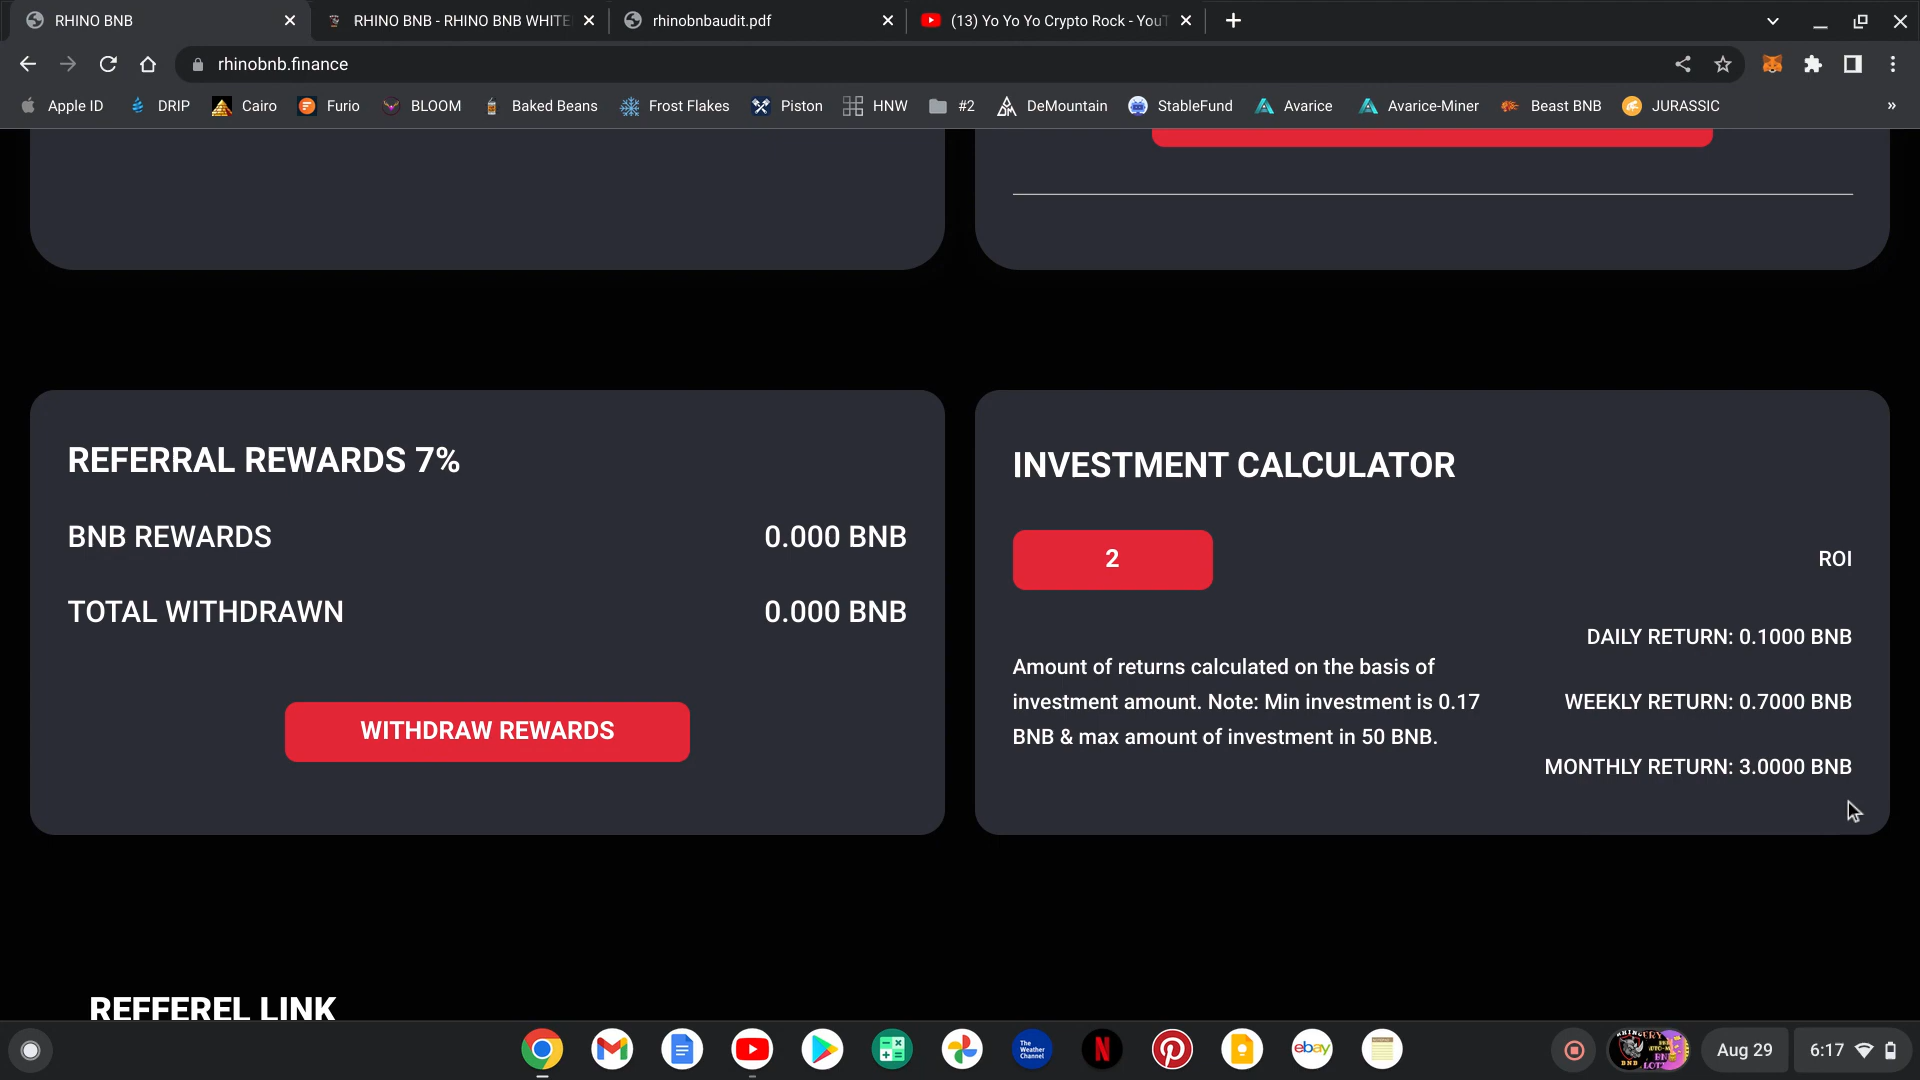 RHINO BNB
RHINO BNB - RHINO BNB WHITE
rhinobnbaudit.pdf
(13) Yo Yo Yo Crypto Rock - YouT
rhinobnb.finance
Apple ID
DRIP
Cairo
Furio
BLOOM
Baked Beans
Frost Flakes
Piston
HNW
#2
DeMountain
StableFund
Avarice
Avarice-Miner
Beast BNB
JURASSIC
»
REFERRAL REWARDS 7%
BNB REWARDS 0.000 BNB
TOTAL WITHDRAWN 0.000 BNB
WITHDRAW REWARDS
INVESTMENT CALCULATOR
2
ROI
Amount of returns calculated on the basis of
investment amount. Note: Min investment is 0.17
BNB & max amount of investment in 50 BNB.
DAILY RETURN: 0.1000 BNB
WEEKLY RETURN: 0.7000 BNB
MONTHLY RETURN: 3.0000 BNB
REFFEREL LINK
The
Weather
Channel
N
ebay
Aug 29
6:17